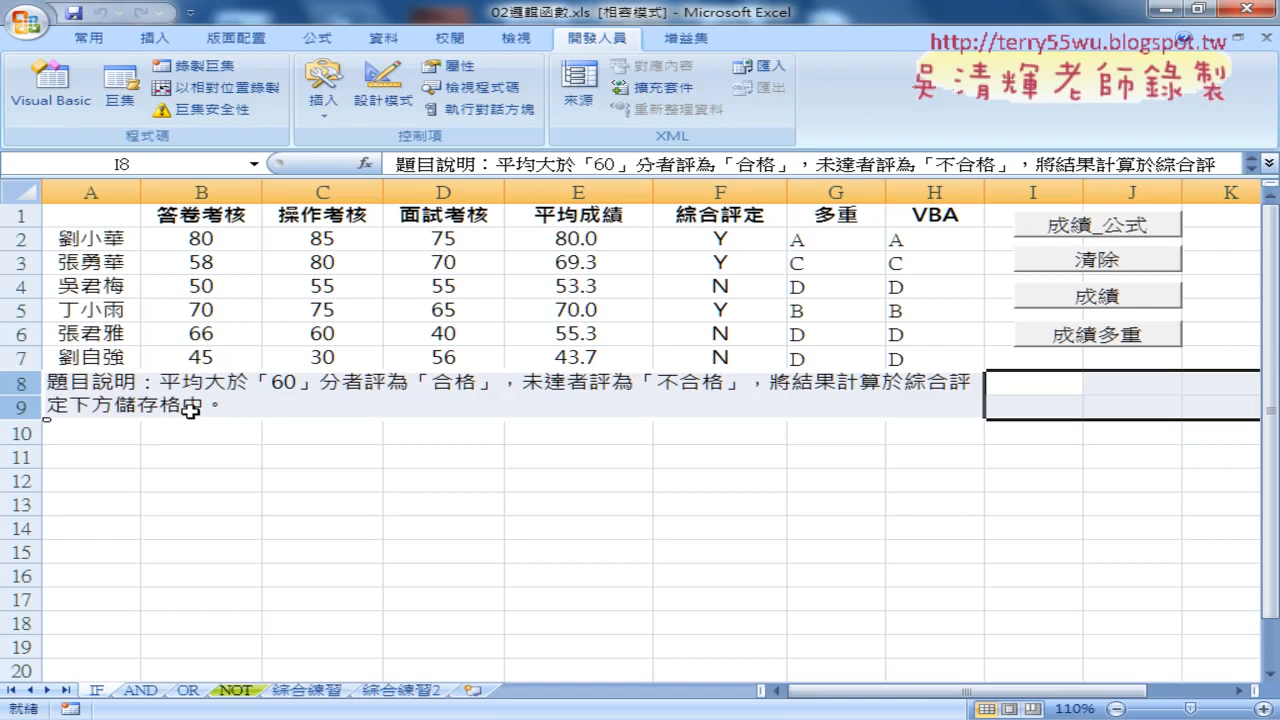 02邏輯函數.xls [相容模式] - Microsoft Excel
常用 插入 版面配置 公式 資料 校閱 檢視 開發人員 增益集
http://terry55wu.blogspot.tw
吳清輝老師錄製
Visual Basic 巨集 錄製巨集 以相對位置錄製 巨集安全性
程式碼
插入 設計模式 屬性 檢視程式碼 執行對話方塊
控制項
來源 對應內容 擴充套件 重新整理資料 匯入 匯出
XML
I8 fx 題目說明：平均大於「60」分者評為「合格」，未達者評為「不合格」，將結果計算於綜合評
A B C D E F G H I J K
1 答卷考核 操作考核 面試考核 平均成績 綜合評定 多重 VBA
2 劉小華 80 85 75 80.0 Y A A
3 張勇華 58 80 70 69.3 Y C C
4 吳君梅 50 55 55 53.3 N D D
5 丁小雨 70 75 65 70.0 Y B B
6 張君雅 66 60 40 55.3 N D D
7 劉自強 45 30 56 43.7 N D D
成績_公式
清除
成績
成績多重
8 題目說明：平均大於「60」分者評為「合格」，未達者評為「不合格」，將結果計算於綜合評
9 定下方儲存格中。
10
11
12
13
14
15
16
17
18
19
20
IF AND OR NOT 綜合練習 綜合練習2
就緒 110%